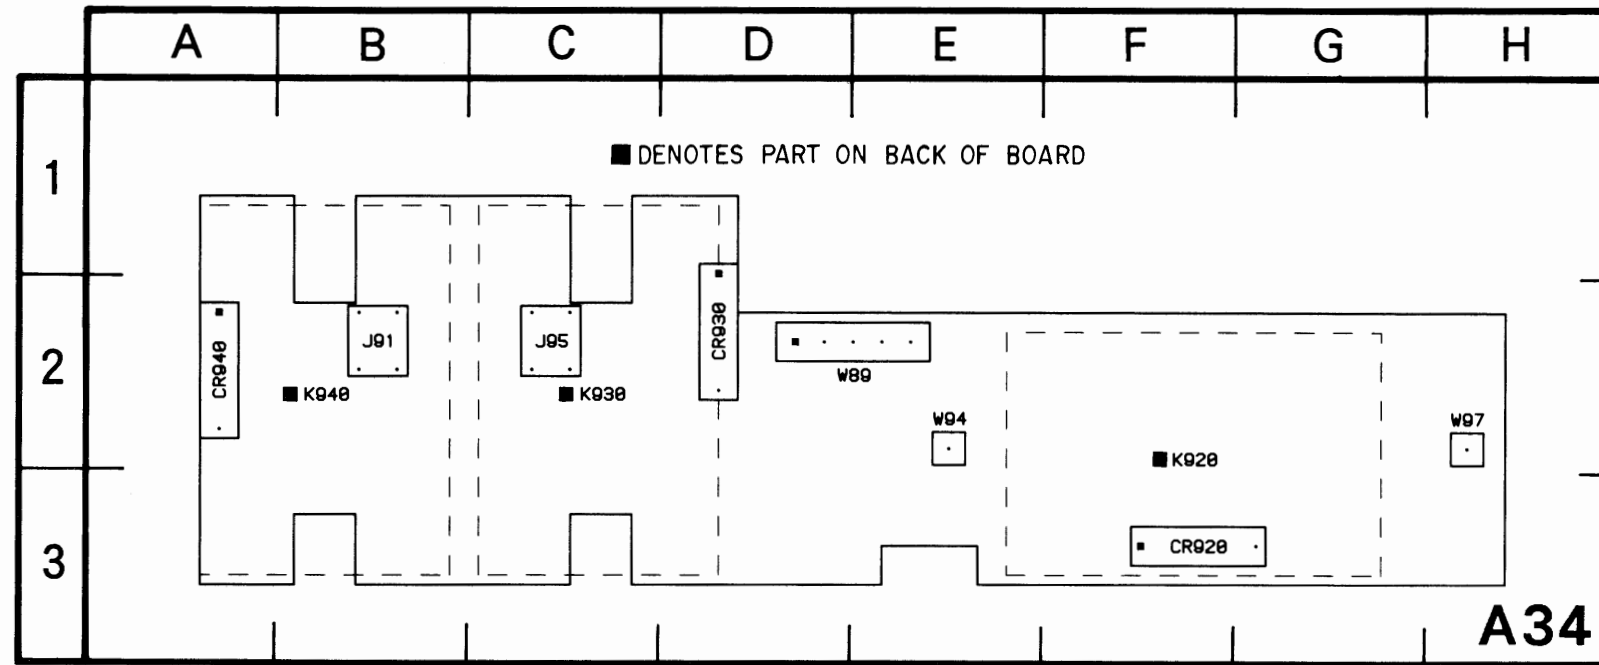 A B C D E F G H
1
■ DENOTES PART ON BACK OF BOARD
2
CR940
J91
J95
CR930
W89
K940
K930
W94
W97
K920
3
CR920
A34